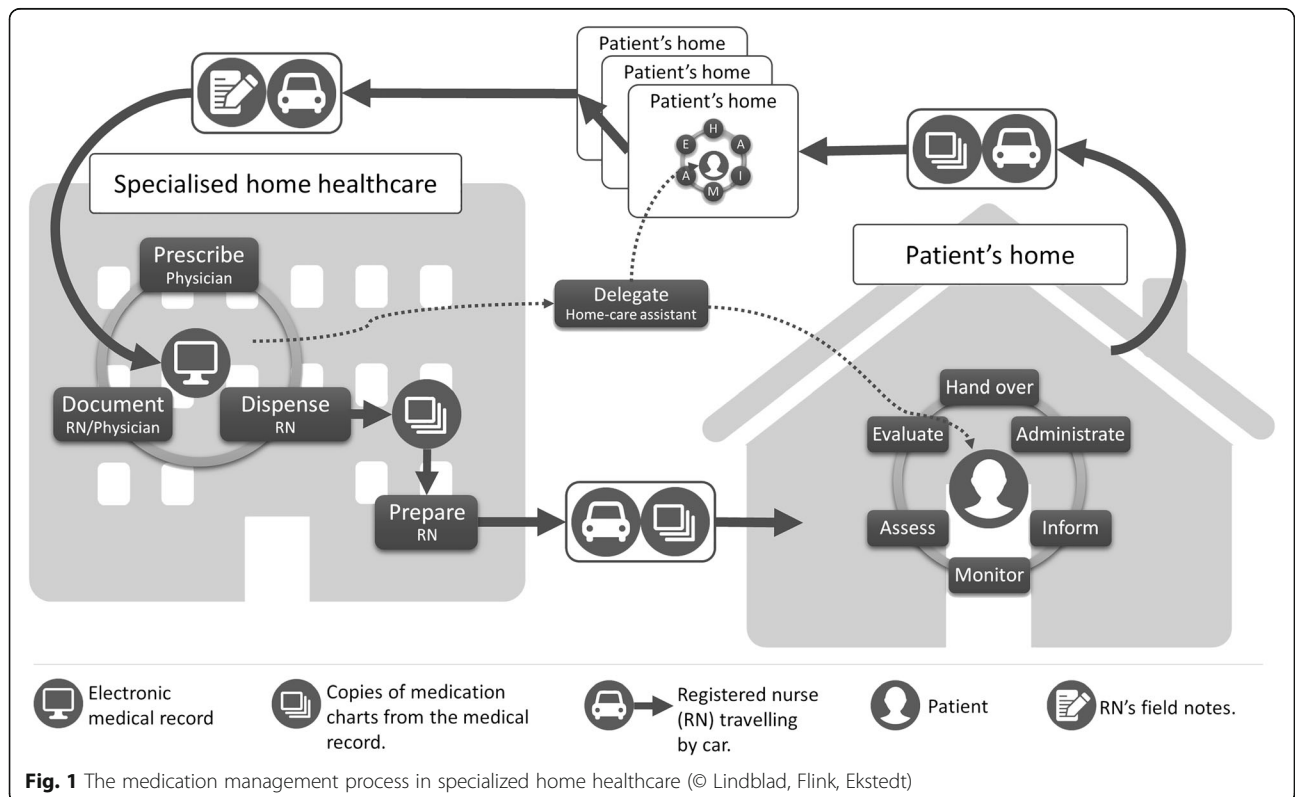 Patient's home
Patient's home
Patient's home
H
E
A
A
I
M
Specialised home healthcare
Prescribe
Physician
Document
RN/Physician
Dispense
RN
Prepare
RN
Delegate
Home-care assistant
Patient's home
Hand over
Evaluate
Administrate
Assess
Inform
Monitor
Electronic
medical record
Copies of medication
charts from the medical
record.
Registered nurse
(RN) travelling
by car.
Patient
RN's field notes.
Fig. 1 The medication management process in specialized home healthcare (© Lindblad, Flink, Ekstedt)